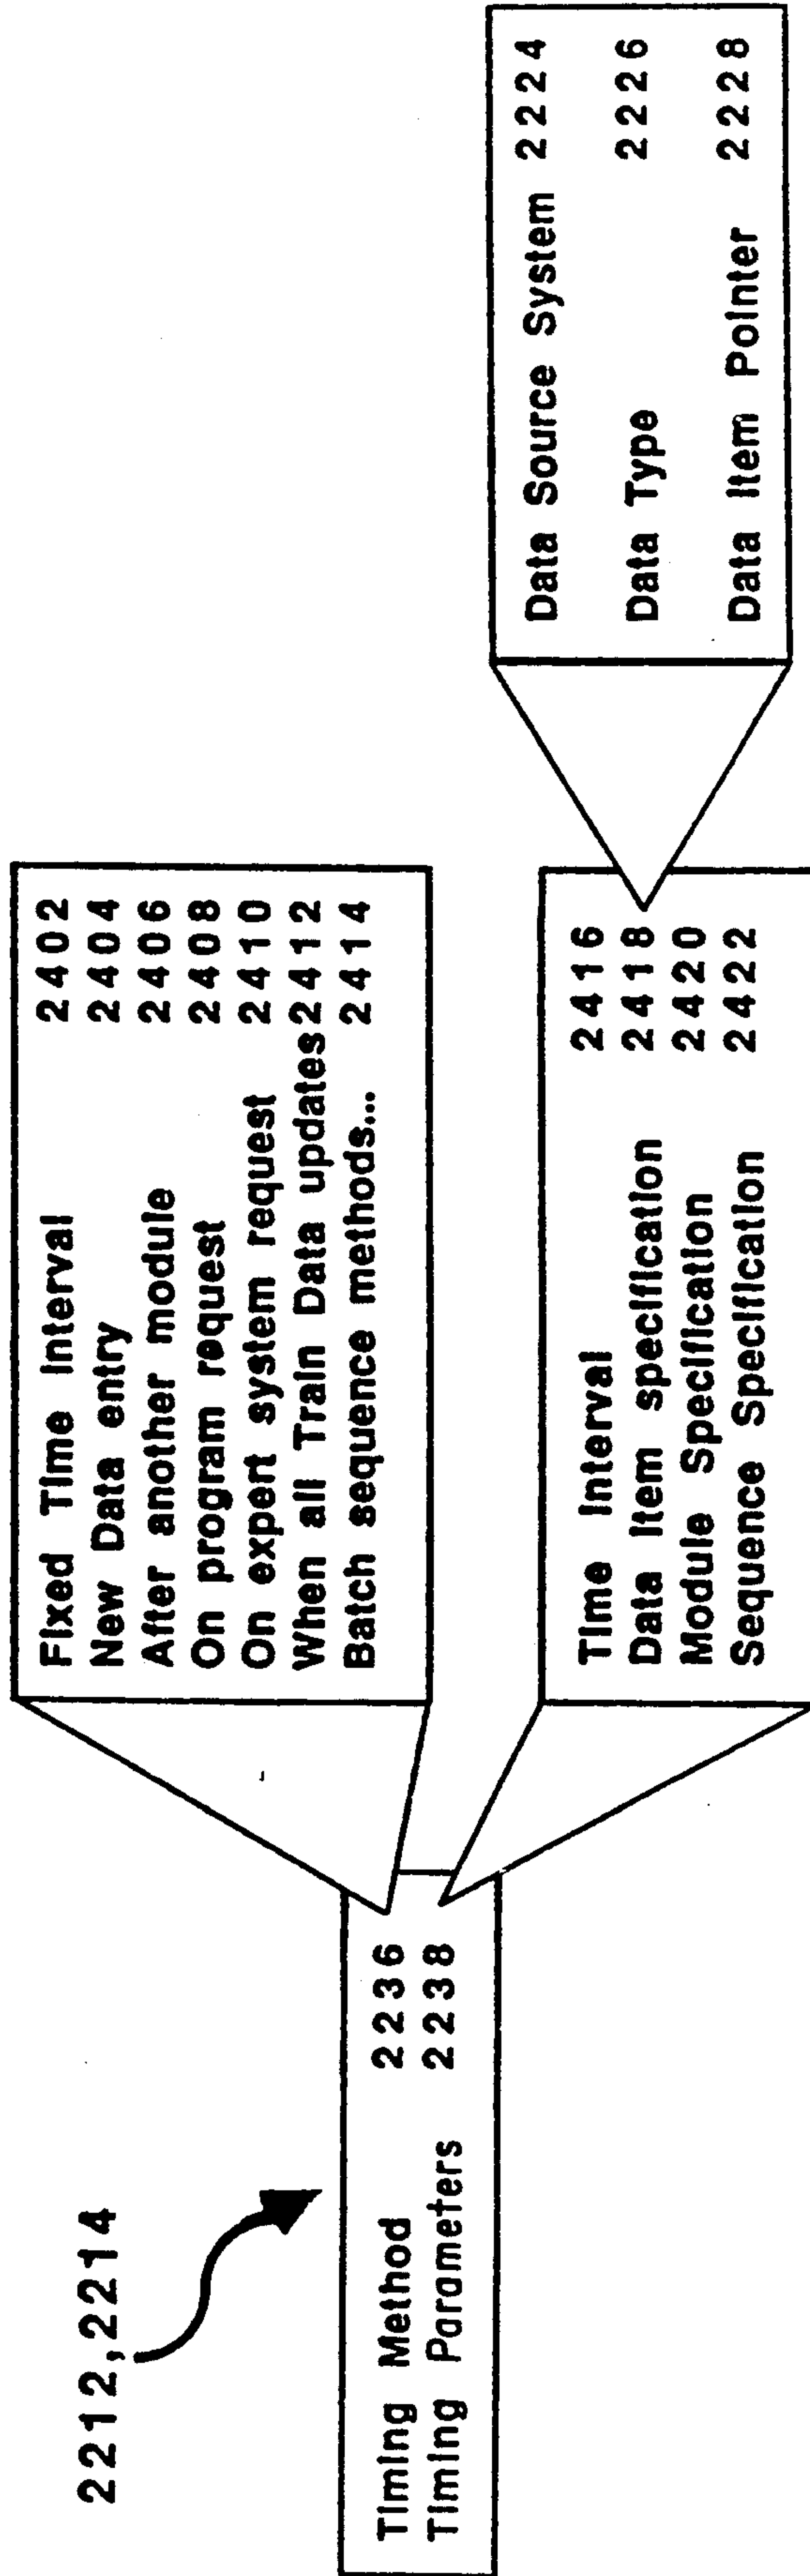 2212,2214
Timing Method 2236
Timing Parameters 2238
Fixed Time Interval 2402
New Data entry 2404
After another module 2406
On program request 2408
On expert system request 2410
When all Train Data updates 2412
Batch sequence methods... 2414
Time Interval 2416
Data Item specification 2418
Module Specification 2420
Sequence Specification 2422
Data Source System 2224
Data Type 2226
Data Item Pointer 2228